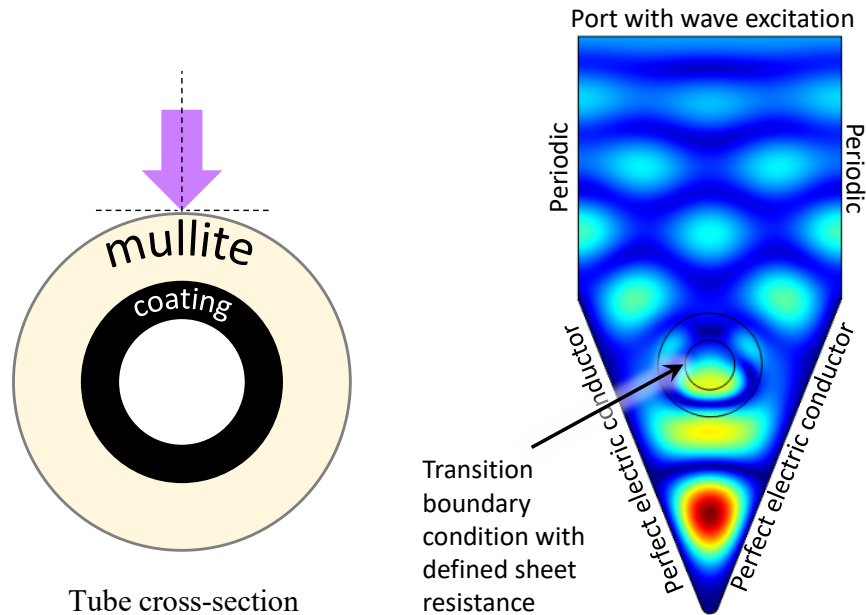 mullite
coating
Tube cross-section
Port with wave excitation
Periodic
Periodic
Perfect electric conductor
Perfect electric conductor
Transition
boundary
condition with
defined sheet
resistance